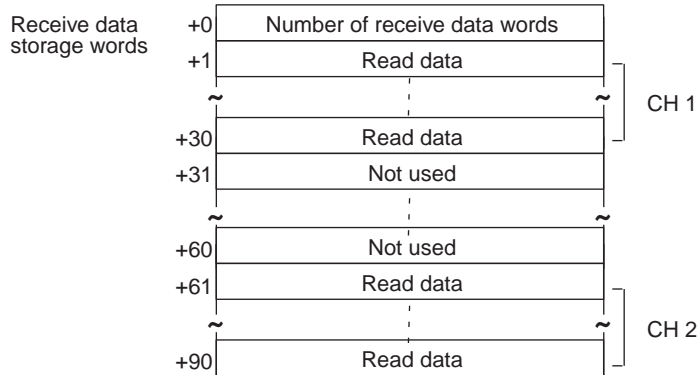 Receive data
storage words
+0 Number of receive data words
+1 Read data
CH 1
+30 Read data
+31 Not used
+60 Not used
+61 Read data
CH 2
+90 Read data